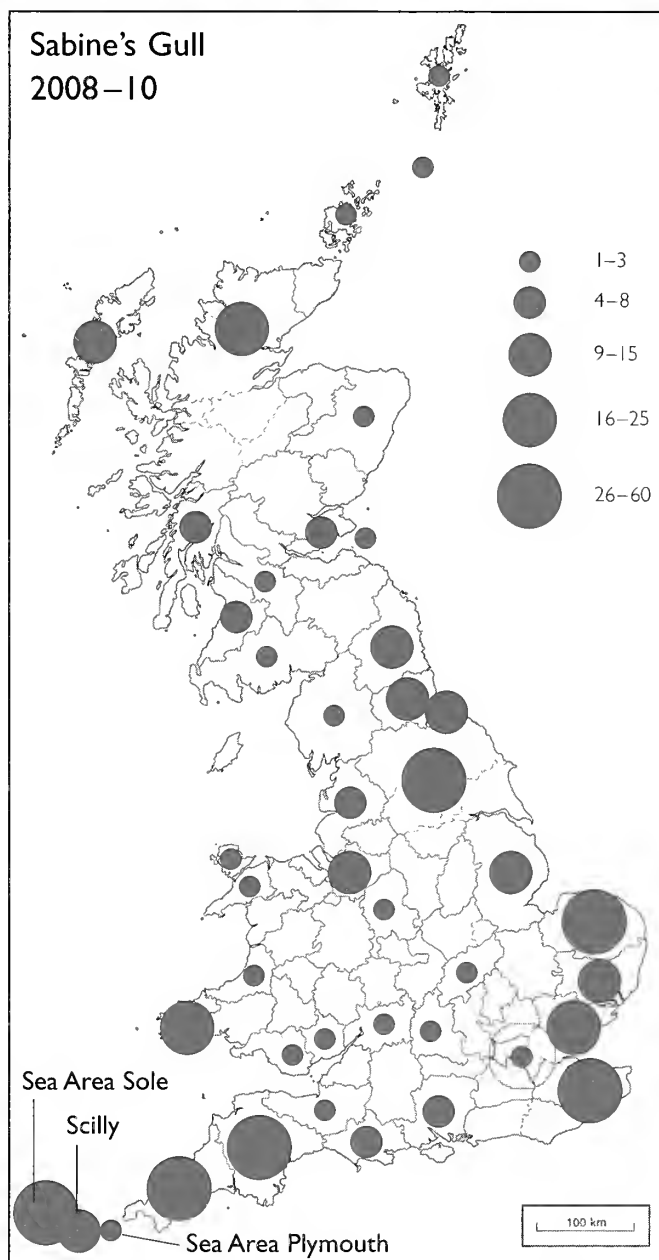 Sabine's Gull
2008–10
1–3
4–8
9–15
16–25
26–60
Sea Area Sole
Scilly
Sea Area Plymouth
100 km